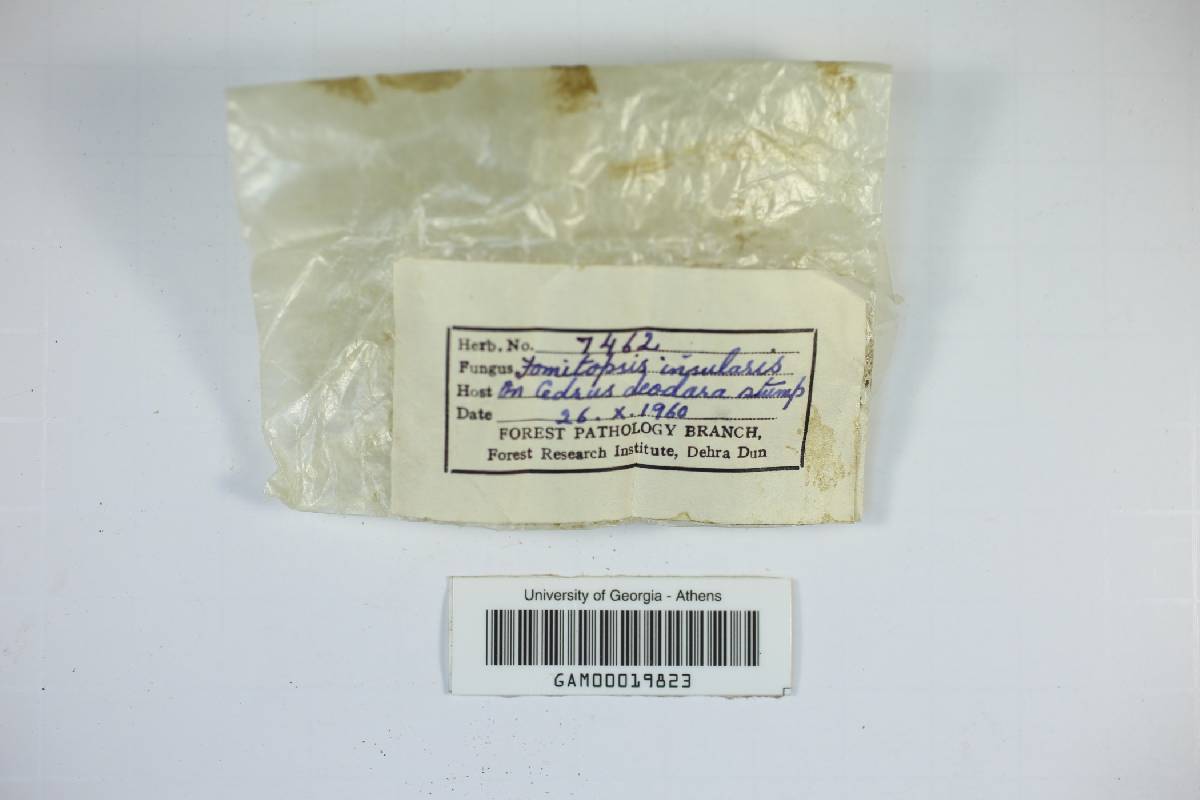 Herb. No. 7462
Fungus Fomitopsis insularis
Host On Cedrus deodara stump
Date 26. X. 1960
FOREST PATHOLOGY BRANCH,
Forest Research Institute, Dehra Dun
University of Georgia - Athens
GAM00019823